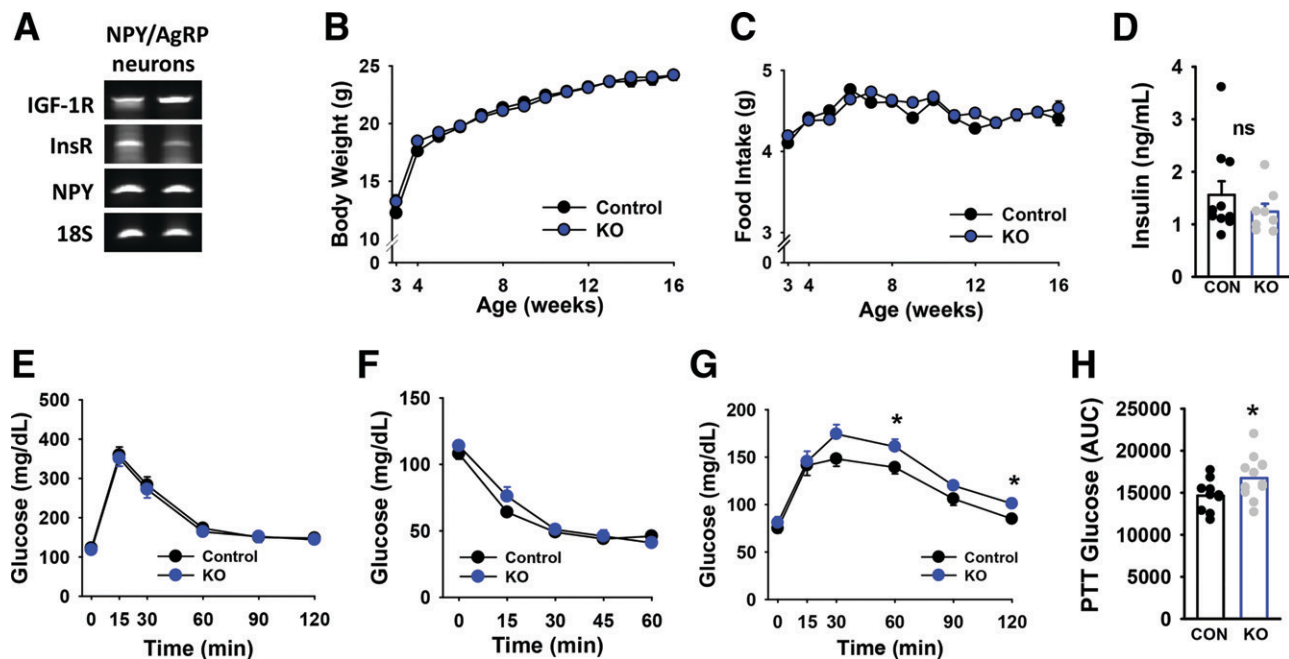 A
NPY/AgRP
neurons
IGF-1R
InsR
NPY
18S
B
Body Weight (g)
25
20
15
10
0
3 4 8 12 16
Age (weeks)
Control
KO
C
Food Intake (g)
5
4
3
0
3 4 8 12 16
Age (weeks)
Control
KO
D
Insulin (ng/mL)
4
3
2
1
0
ns
CON KO
E
Glucose (mg/dL)
500
400
300
200
100
0
0 15 30 60 90 120
Time (min)
Control
KO
F
Glucose (mg/dL)
150
100
50
0
0 15 30 45 60
Time (min)
Control
KO
G
Glucose (mg/dL)
200
150
100
50
0
*
*
0 15 30 60 90 120
Time (min)
Control
KO
H
PTT Glucose (AUC)
25000
20000
15000
10000
5000
0
*
CON KO